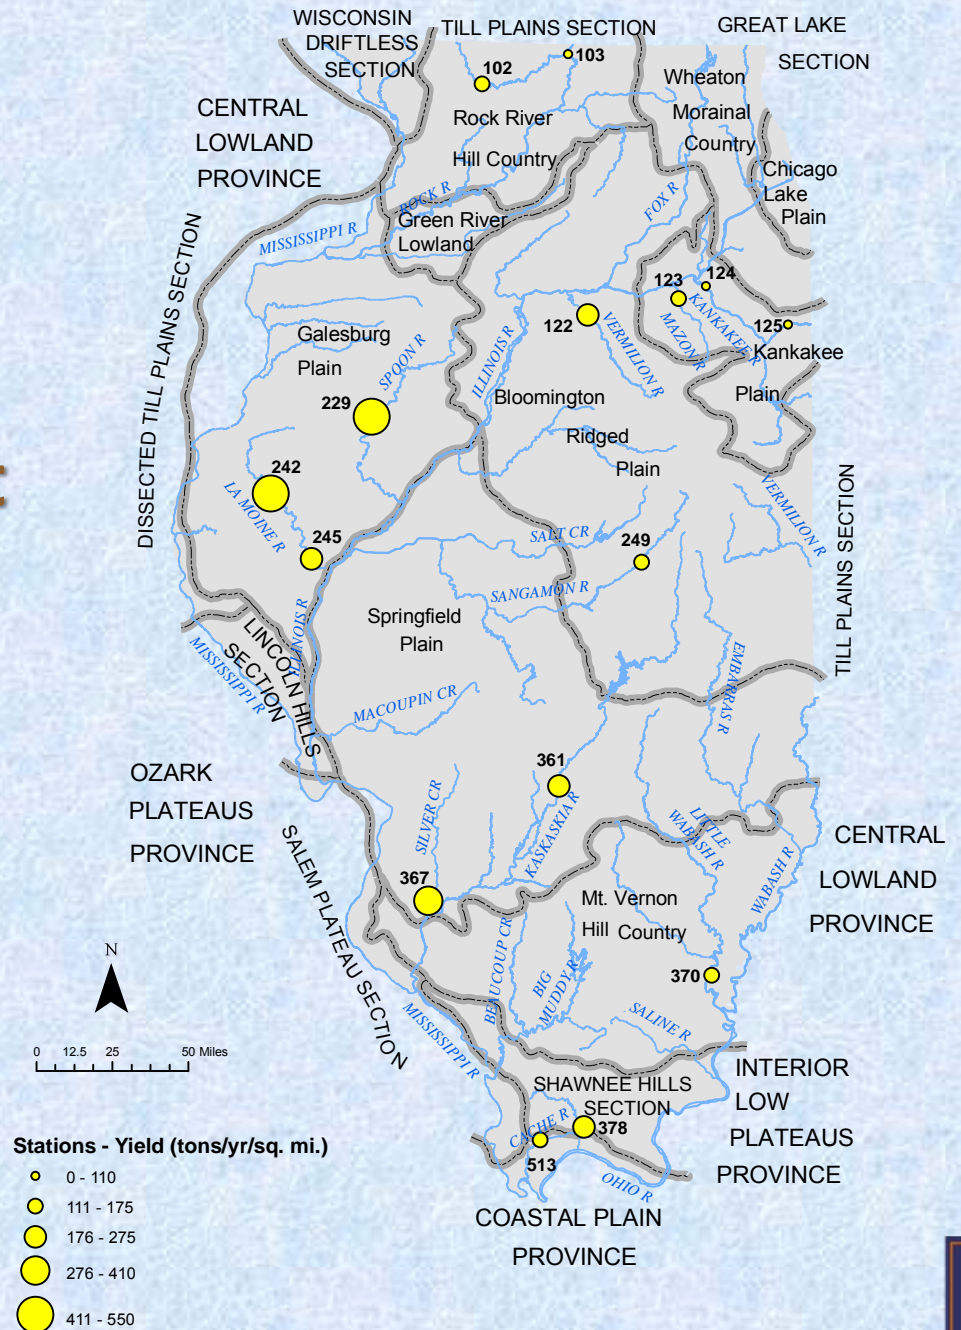 WISCONSIN
DRIFTLESS
SECTION
TILL PLAINS SECTION
GREAT LAKE
SECTION
103
102
Wheaton
Morainal
Country
CENTRAL
LOWLAND
PROVINCE
Rock River
Hill Country
Chicago
Lake
Plain
ROCK R
FOX R
Green River
Lowland
MISSISSIPPI R
DISSECTED TILL PLAINS SECTION
123
124
125
122
KANKAKEE R
MAZON R
VERMILION R
ILLINOIS R
Kankakee
Plain
Galesburg
Plain
SPOON R
229
Bloomington
Ridged
Plain
242
LA MOINE R
245
VERMILION R
TILL PLAINS SECTION
SALT CR
249
SANGAMON R
Springfield
Plain
ILLINOIS R
LINCOLN HILLS
SECTION
MISSISSIPPI R
EMBARRAS R
MACOUPIN CR
OZARK
PLATEAUS
PROVINCE
361
SILVER CR
KASKASKIA R
LITTLE
WABASH R
WABASH R
CENTRAL
LOWLAND
PROVINCE
SALEM PLATEAU SECTION
367
Mt. Vernon
Hill Country
BEAUCOUP CR
BIG
MUDDY R
370
SALINE R
N
MISSISSIPPI R
0 12.5 25 50 Miles
SHAWNEE HILLS
SECTION
INTERIOR
LOW
PLATEAUS
PROVINCE
CACHE R
378
513
OHIO R
COASTAL PLAIN
PROVINCE
Stations - Yield (tons/yr/sq. mi.)
0 - 110
111 - 175
176 - 275
276 - 410
411 - 550